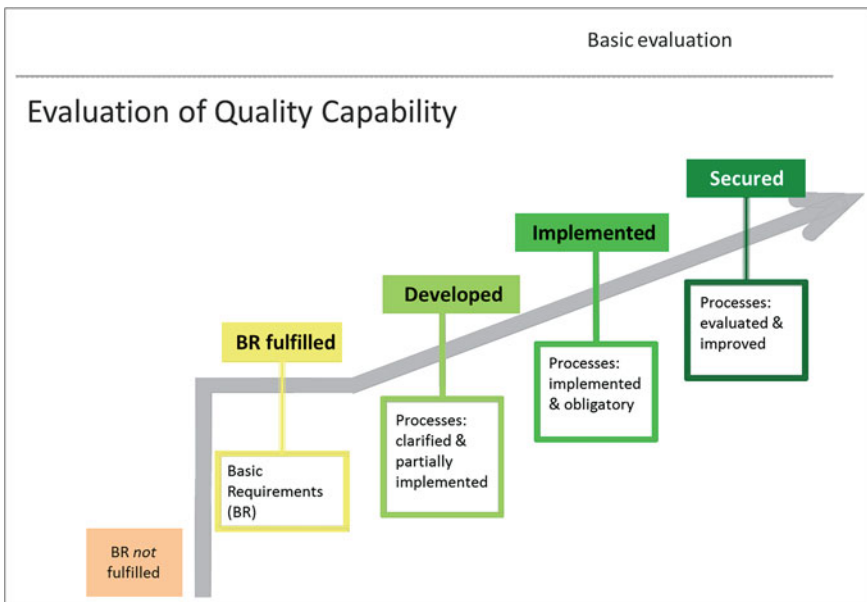 Basic evaluation
Evaluation of Quality Capability
Secured
Processes:
evaluated &
improved
Implemented
Processes:
implemented
& obligatory
Developed
Processes:
clarified &
partially
implemented
BR fulfilled
Basic
Requirements
(BR)
BR not
fulfilled